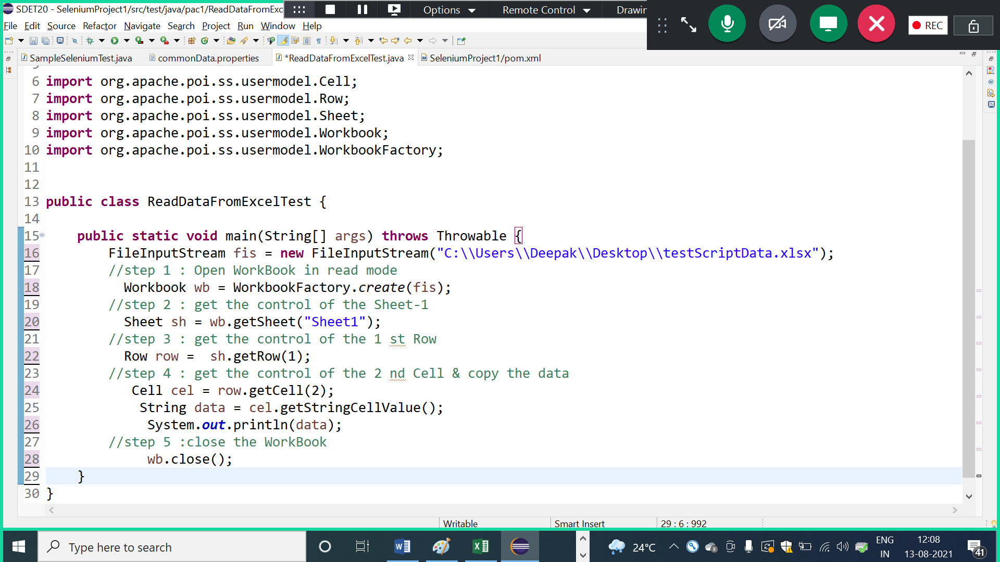 SDET20 - SeleniumProject1/src/test/java/pac1/ReadDataFromExc
Options
Remote Control
Drawin
REC
File Edit Source Refactor Navigate Search Project Run Window Help
SampleSeleniumTest.java
commonData.properties
*ReadDataFromExcelTest.java
SeleniumProject1/pom.xml
6 import org.apache.poi.ss.usermodel.Cell;
7 import org.apache.poi.ss.usermodel.Row;
8 import org.apache.poi.ss.usermodel.Sheet;
9 import org.apache.poi.ss.usermodel.Workbook;
10 import org.apache.poi.ss.usermodel.WorkbookFactory;
11
12
13 public class ReadDataFromExcelTest {
14
15 public static void main(String[] args) throws Throwable {
16 FileInputStream fis = new FileInputStream("C:\\Users\\Deepak\\Desktop\\testScriptData.xlsx");
17 //step 1 : Open WorkBook in read mode
18 Workbook wb = WorkbookFactory.create(fis);
19 //step 2 : get the control of the Sheet-1
20 Sheet sh = wb.getSheet("Sheet1");
21 //step 3 : get the control of the 1 st Row
22 Row row =  sh.getRow(1);
23 //step 4 : get the control of the 2 nd Cell & copy the data
24 Cell cel = row.getCell(2);
25 String data = cel.getStringCellValue();
26 System.out.println(data);
27 //step 5 :close the WorkBook
28 wb.close();
29 }
30 }
Writable
Smart Insert
29 : 6 : 992
Type here to search
24°C
ENG
IN
12:08
13-08-2021
41